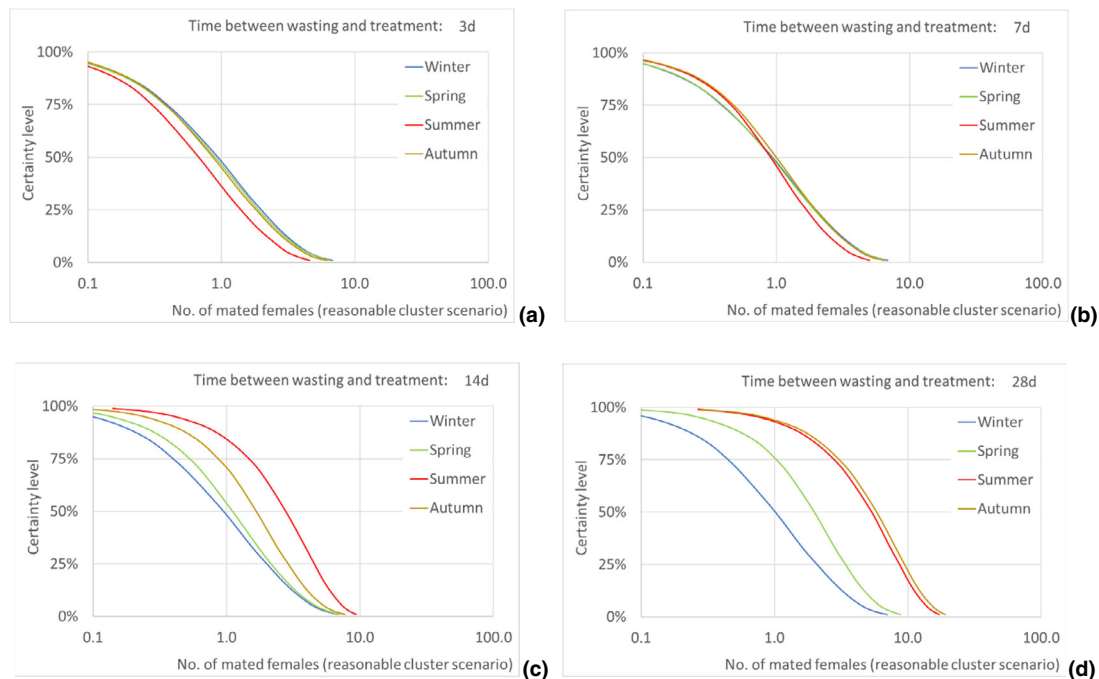 Time between wasting and treatment: 3d
100%
75%
50%
25%
0%
Certainty level
Winter
Spring
Summer
Autumn
0.1 1.0 10.0 100.0
No. of mated females (reasonable cluster scenario)
(a)
Time between wasting and treatment: 7d
100%
75%
50%
25%
0%
Certainty level
Winter
Spring
Summer
Autumn
0.1 1.0 10.0 100.0
No. of mated females (reasonable cluster scenario)
(b)
Time between wasting and treatment: 14d
100%
75%
50%
25%
0%
Certainty level
Winter
Spring
Summer
Autumn
0.1 1.0 10.0 100.0
No. of mated females (reasonable cluster scenario)
(c)
Time between wasting and treatment: 28d
100%
75%
50%
25%
0%
Certainty level
Winter
Spring
Summer
Autumn
0.1 1.0 10.0 100.0
No. of mated females (reasonable cluster scenario)
(d)